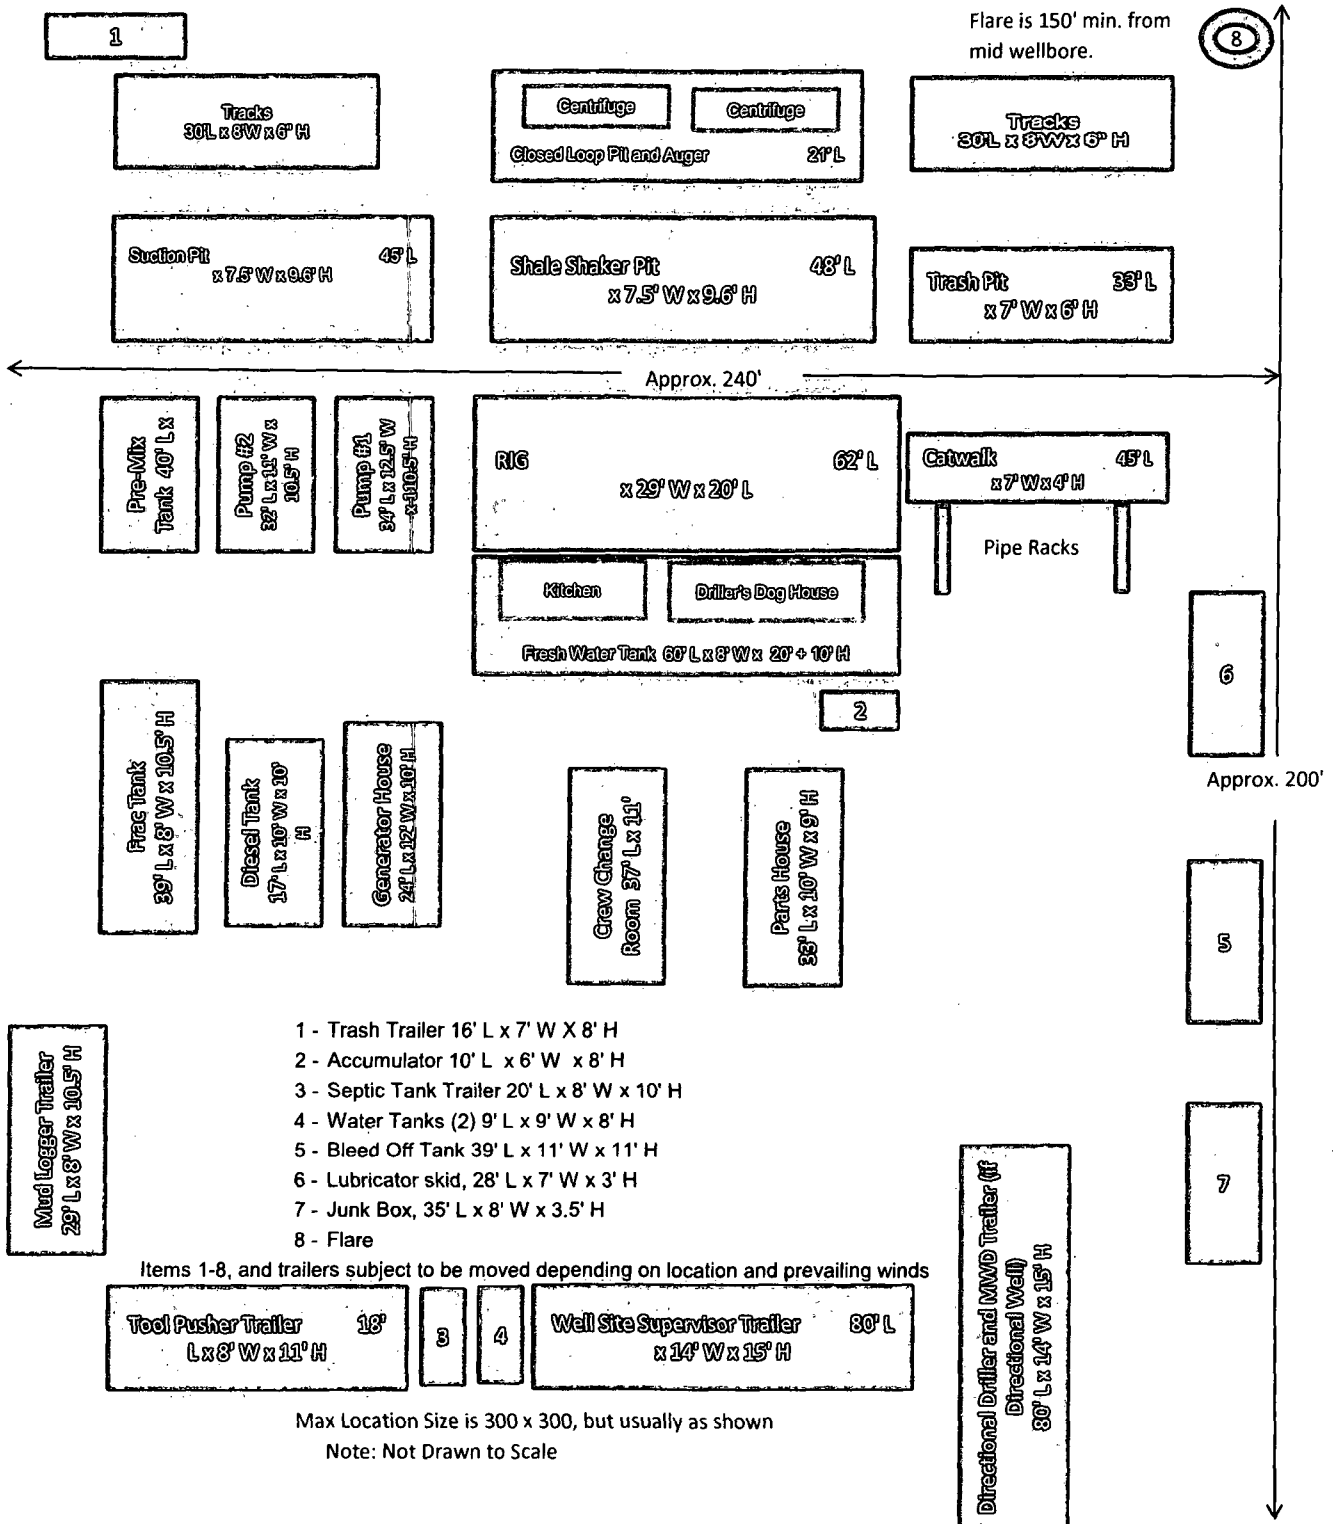 1
Flare is 150' min. from
mid wellbore.
8
Tracks
30'L x 8'W x 6" H
Centrifuge
Centrifuge
Closed Loop Pit and Auger 21' L
Tracks
30'L x 8'W x 6" H
Suction Pit 45' L
x 7.5' W x 9.6' H
Shale Shaker Pit 48' L
x 7.5' W x 9.6' H
Trash Pit 33' L
x 7' W x 6' H
Approx. 240'
Pre-Mix
Tank 40' L x
Pump #2
32' L x 11' W x
10.5' H
Pump #1
34' L x 12.5' W
x 110.5' H
RIG 62' L
x 29' W x 20' L
Catwalk 45' L
x 7' W x 4' H
Pipe Racks
Kitchen
Driller's Dog House
Fresh Water Tank 60' L x 8' W x 20' + 10' H
6
2
Approx. 200'
Frac Tank
39' L x 8' W x 10.5' H
Diesel Tank
17' L x 10' W x 10'
H
Generator House
24' L x 12' W x 10' H
Crew Change
Room 37' L x 11'
Parts House
33' L x 10' W x 9' H
5
Mud Logger Trailer
29' L x 8' W x 10.5' H
1 - Trash Trailer 16' L x 7' W X 8' H
2 - Accumulator 10' L x 6' W x 8' H
3 - Septic Tank Trailer 20' L x 8' W x 10' H
4 - Water Tanks (2) 9' L x 9' W x 8' H
5 - Bleed Off Tank 39' L x 11' W x 11' H
6 - Lubricator skid, 28' L x 7' W x 3' H
7 - Junk Box, 35' L x 8' W x 3.5' H
8 - Flare
7
Items 1-8, and trailers subject to be moved depending on location and prevailing winds
Tool Pusher Trailer 18'
L x 8' W x 11' H
3
4
Well Site Supervisor Trailer 80' L
x 14' W x 15' H
Directional Driller and MWD Trailer (if
Directional Well)
80' L x 14' W x 15' H
Max Location Size is 300 x 300, but usually as shown
Note: Not Drawn to Scale